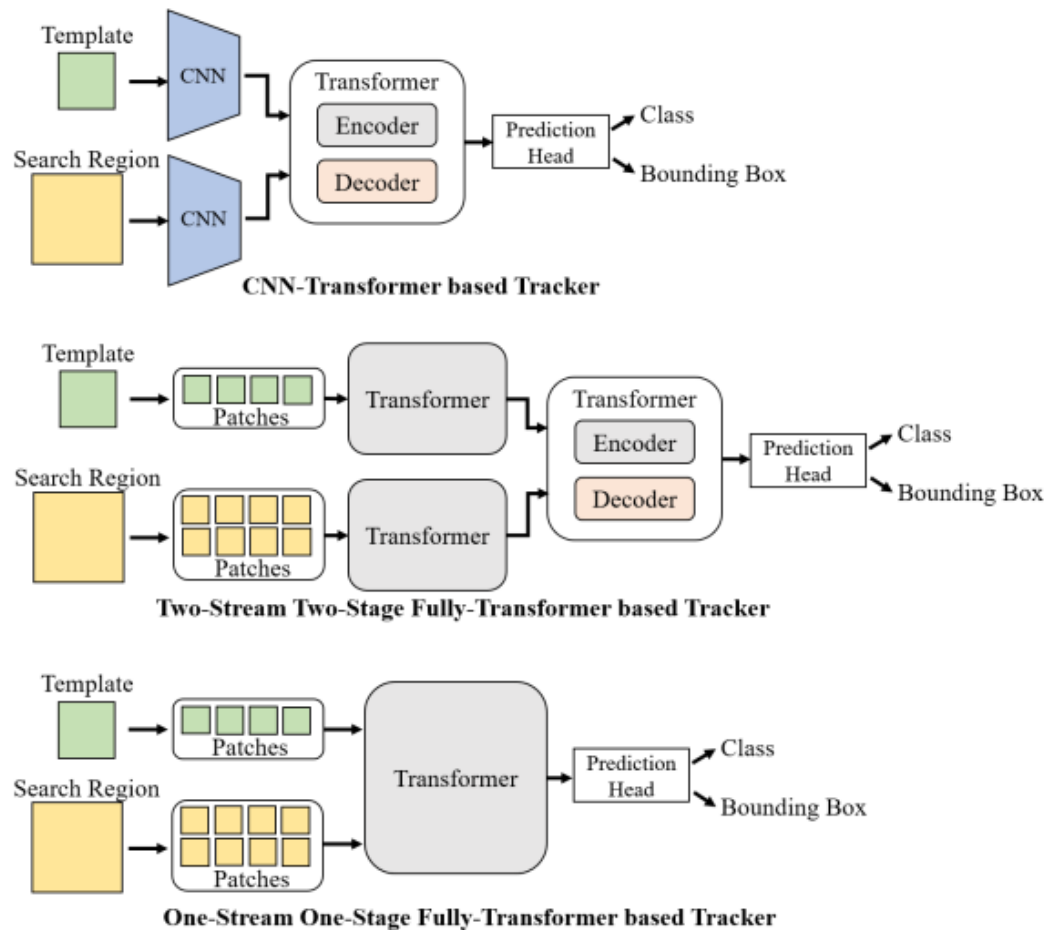 Template
CNN
Search Region
CNN
Transformer
Encoder
Decoder
Prediction
Head
Class
Bounding Box
CNN-Transformer based Tracker
Template
Patches
Transformer
Search Region
Patches
Transformer
Transformer
Encoder
Decoder
Prediction
Head
Class
Bounding Box
Two-Stream Two-Stage Fully-Transformer based Tracker
Template
Patches
Search Region
Patches
Transformer
Prediction
Head
Class
Bounding Box
One-Stream One-Stage Fully-Transformer based Tracker